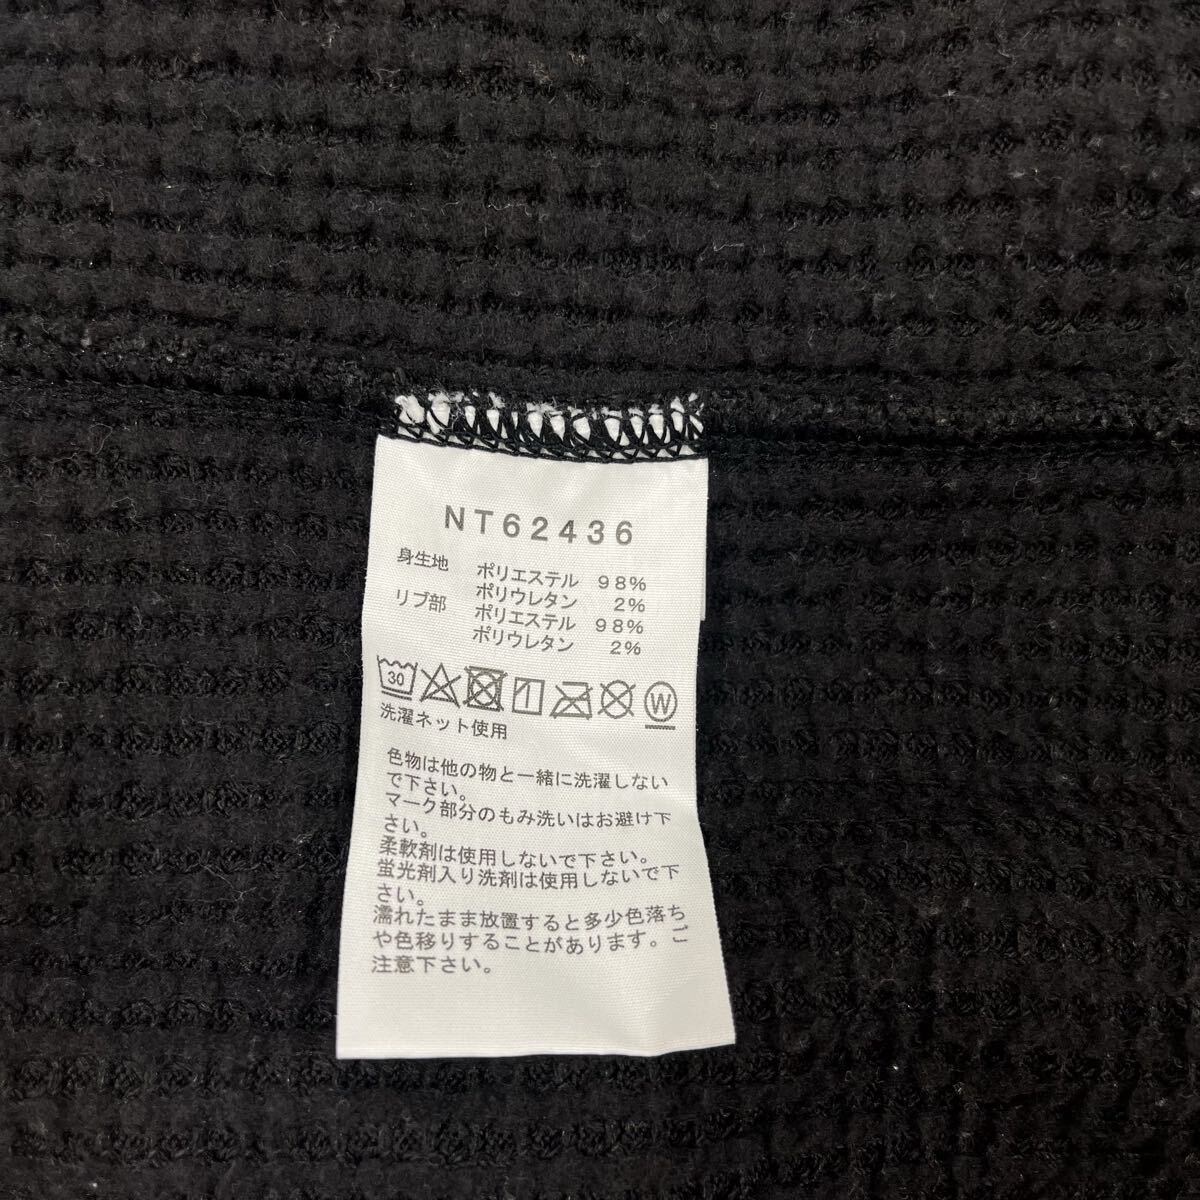 NT62436
身生地 ポリエステル 98%
ポリウレタン 2%
リブ部 ポリエステル 98%
ポリウレタン 2%
30 W
洗濯ネット使用
色物は他の物と一緒に洗濯しない
で下さい。
マーク部分のもみ洗いはお避け下
さい。
柔軟剤は使用しないで下さい。
蛍光剤入り洗剤は使用しないで下
さい。
濡れたまま放置すると多少色落ち
や色移りすることがあります。ご
注意下さい。